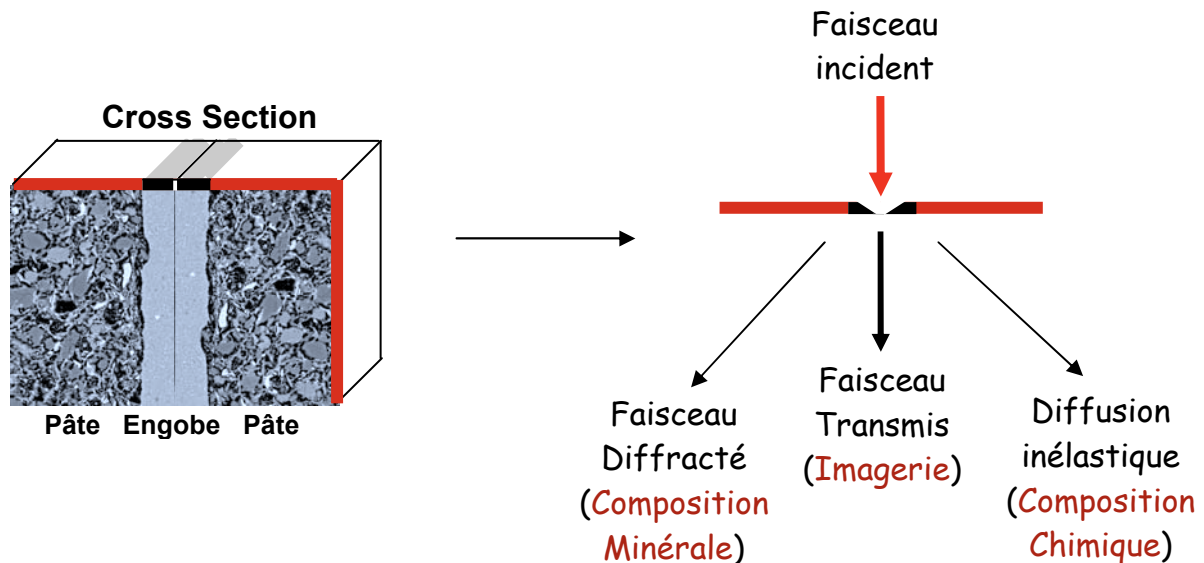 Cross Section
Pâte Engobe Pâte
Faisceau
incident
Faisceau
Diffracté
(Composition
Minérale)
Faisceau
Transmis
(Imagerie)
Diffusion
inélastique
(Composition
Chimique)